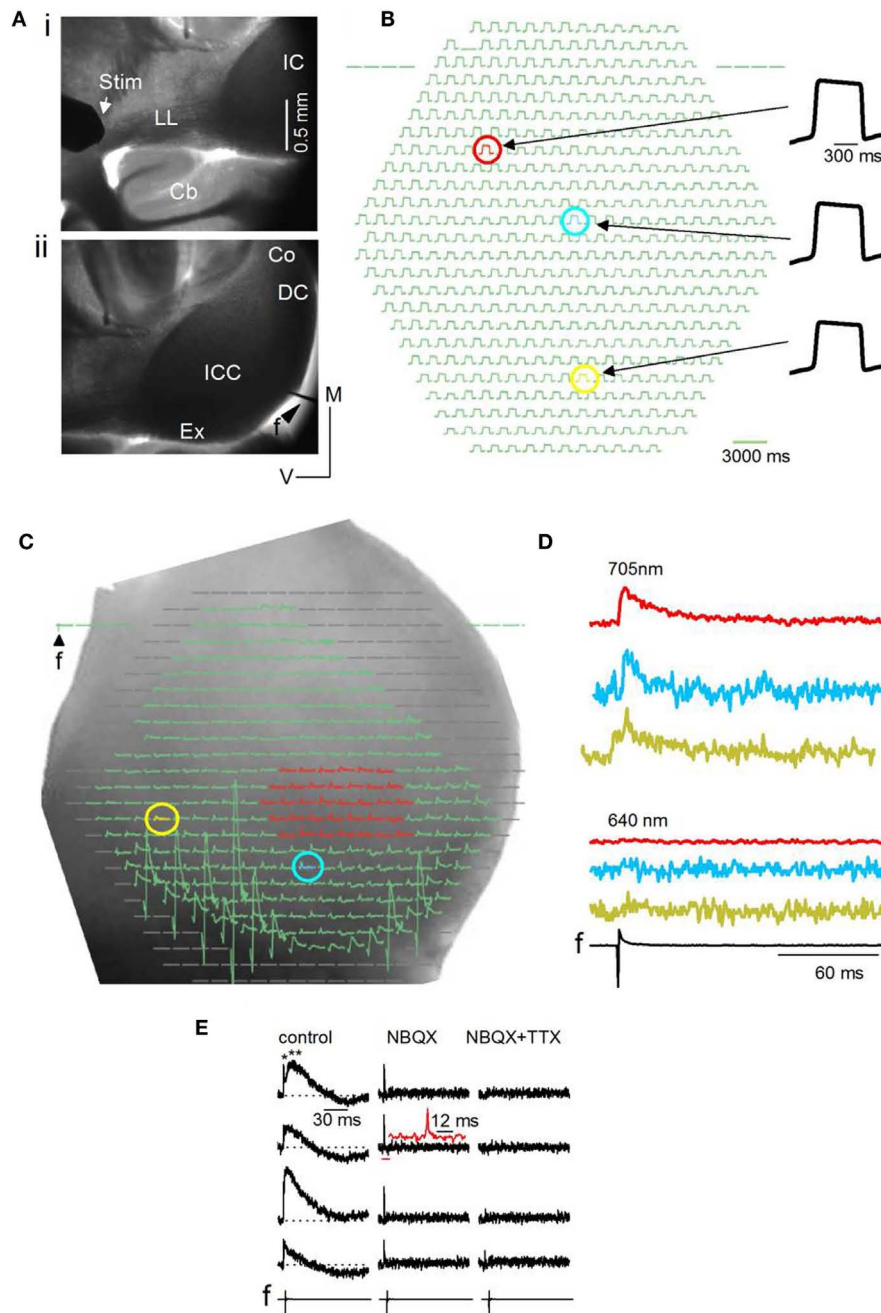 A
i
IC
Stim
LL
0.5 mm
Cb
ii
Co
DC
ICC
M
f
Ex
V
B
300 ms
3000 ms
C
f
D
705nm
640 nm
f
60 ms
E
control
NBQX
NBQX+TTX
* **
30 ms
12 ms
f